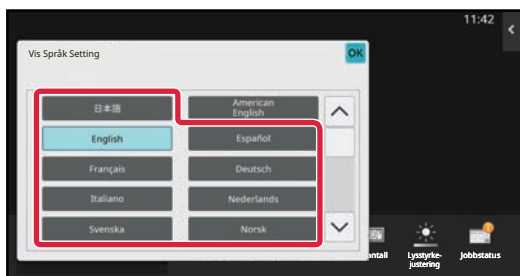 11:42
Vis Språk Setting
OK
日本語
American
English
English
Español
Français
Deutsch
Italiano
Nederlands
Svenska
Norsk
antall
Lysstyrke-
justering
Jobbstatus